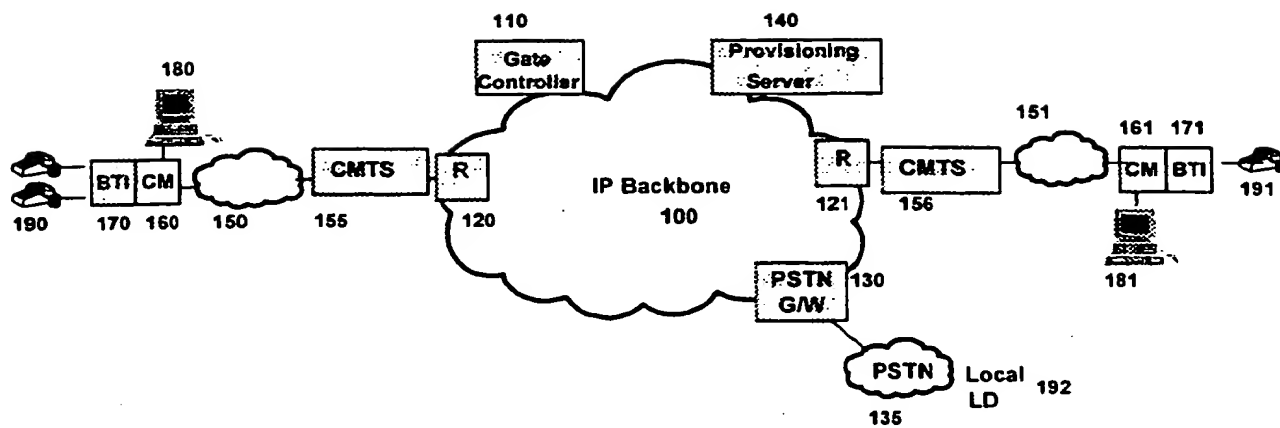 110
140
Gate
Controller
Provisioning
Server
180
151
161 171
BTI CM
CMTS
R
IP Backbone
100
R
CMTS
CM BTI
190
170 160 150 155 120
121 156
191
181
PSTN
G/W
130
PSTN
135
Local
LD
192